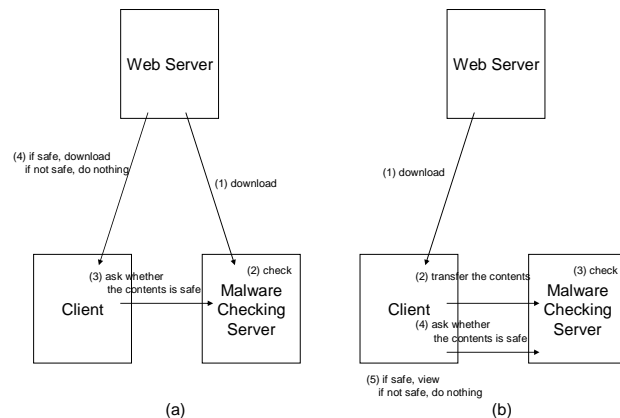 Web Server
(4) if safe, download
if not safe, do nothing
(1) download
(3) ask whether
the contents is safe
(2) check
Client
Malware
Checking
Server
(a)
Web Server
(1) download
(2) transfer the contents
(3) check
Client
Malware
Checking
Server
(4) ask whether
the contents is safe
(5) if safe, view
if not safe, do nothing
(b)